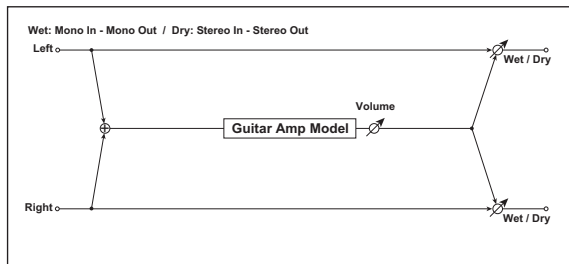 Wet: Mono In - Mono Out / Dry: Stereo In - Stereo Out
Left
Wet / Dry
Volume
Guitar Amp Model
Right
Wet / Dry